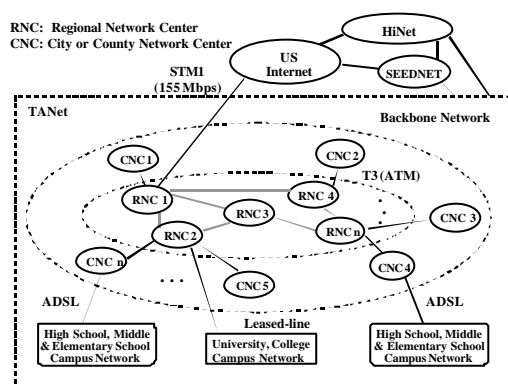 RNC: Regional Network Center
CNC: City or County Network Center
HiNet
US
Internet
SEEDNET
STM1
(155 Mbps)
TANet
Backbone Network
CNC 1
CNC 2
T3 (ATM)
RNC 1
RNC 4
RNC 3
CNC 3
RNC 2
RNC n
CNC n
CNC 4
CNC 5
ADSL
ADSL
Leased-line
High School, Middle
& Elementary School
Campus Network
University, College
Campus Network
High School, Middle
& Elementary School
Campus Network